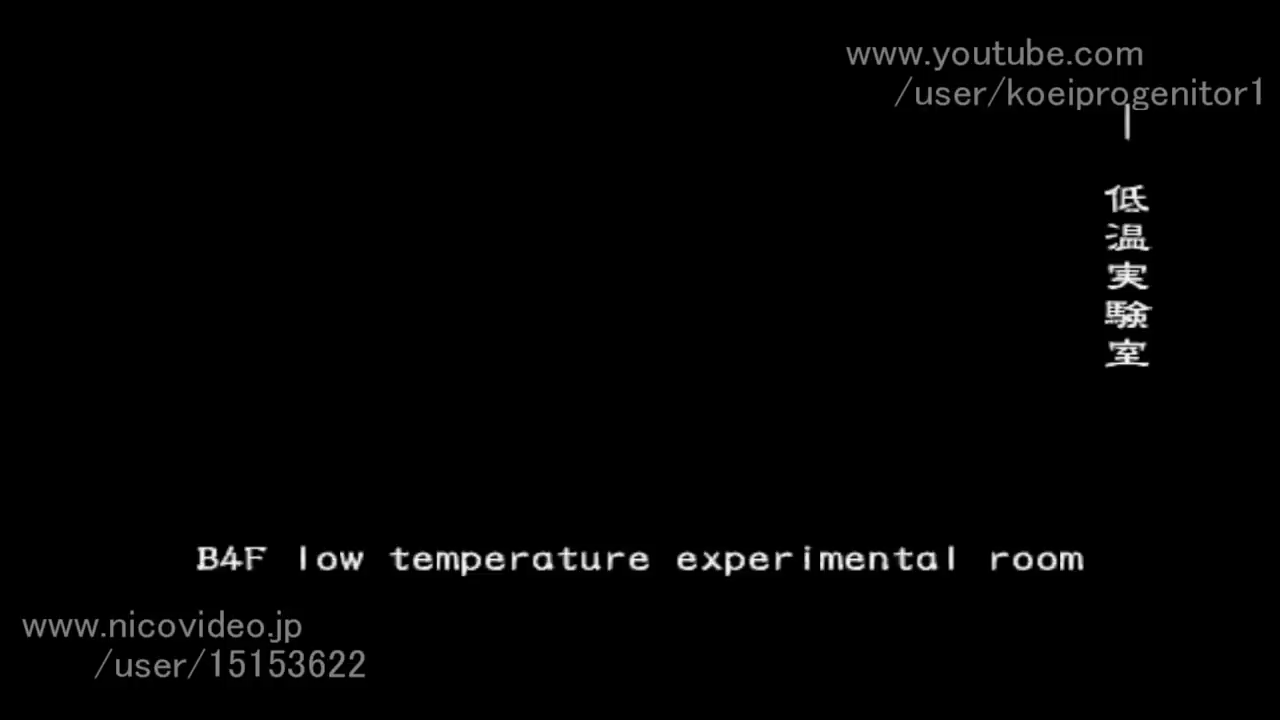 www.youtube.com
/user/koeiprogenitor1
低温実験室
B4F low temperature experimental room
www.nicovideo.jp
/user/15153622